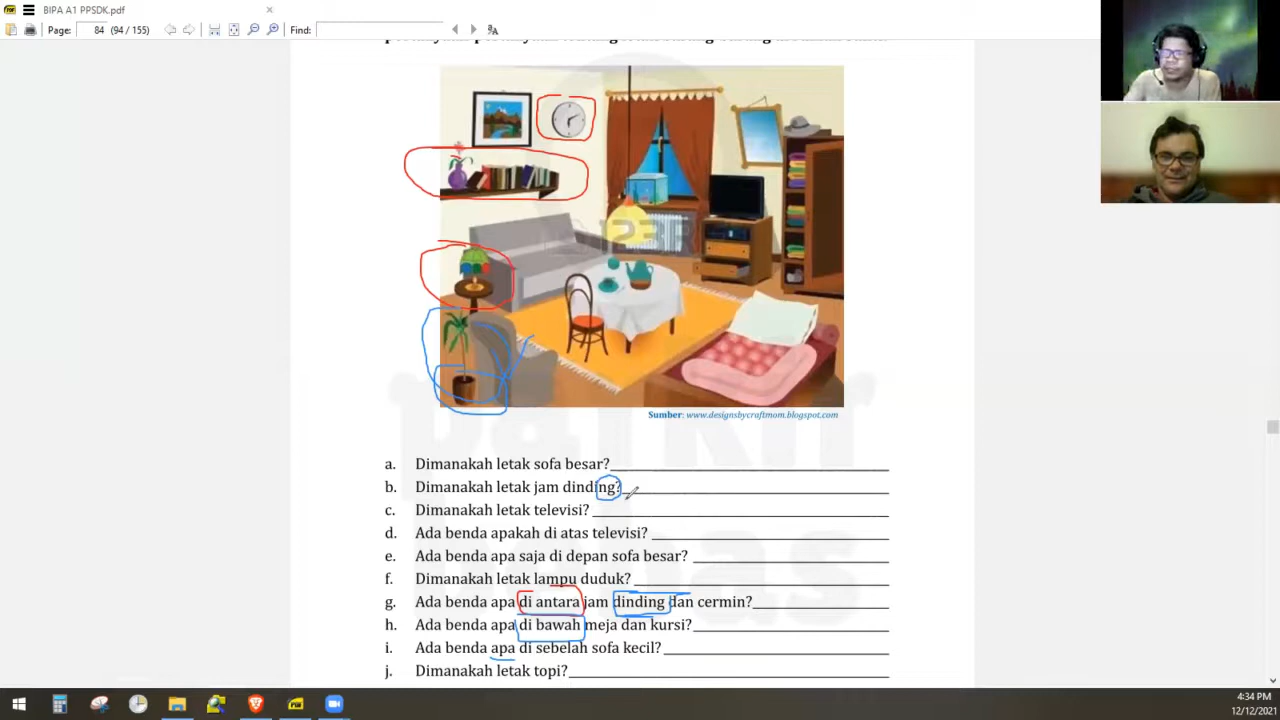 BIPA A1 PPSDK.pdf
Page: 84 (94 / 155) Find:
Sumber: www.designsbycraftmom.blogspot.com
a. Dimanakah letak sofa besar?
b. Dimanakah letak jam dinding?
c. Dimanakah letak televisi?
d. Ada benda apakah di atas televisi?
e. Ada benda apa saja di depan sofa besar?
f. Dimanakah letak lampu duduk?
g. Ada benda apa di antara jam dinding dan cermin?
h. Ada benda apa di bawah meja dan kursi?
i. Ada benda apa di sebelah sofa kecil?
j. Dimanakah letak topi?
4:34 PM
12/12/2021